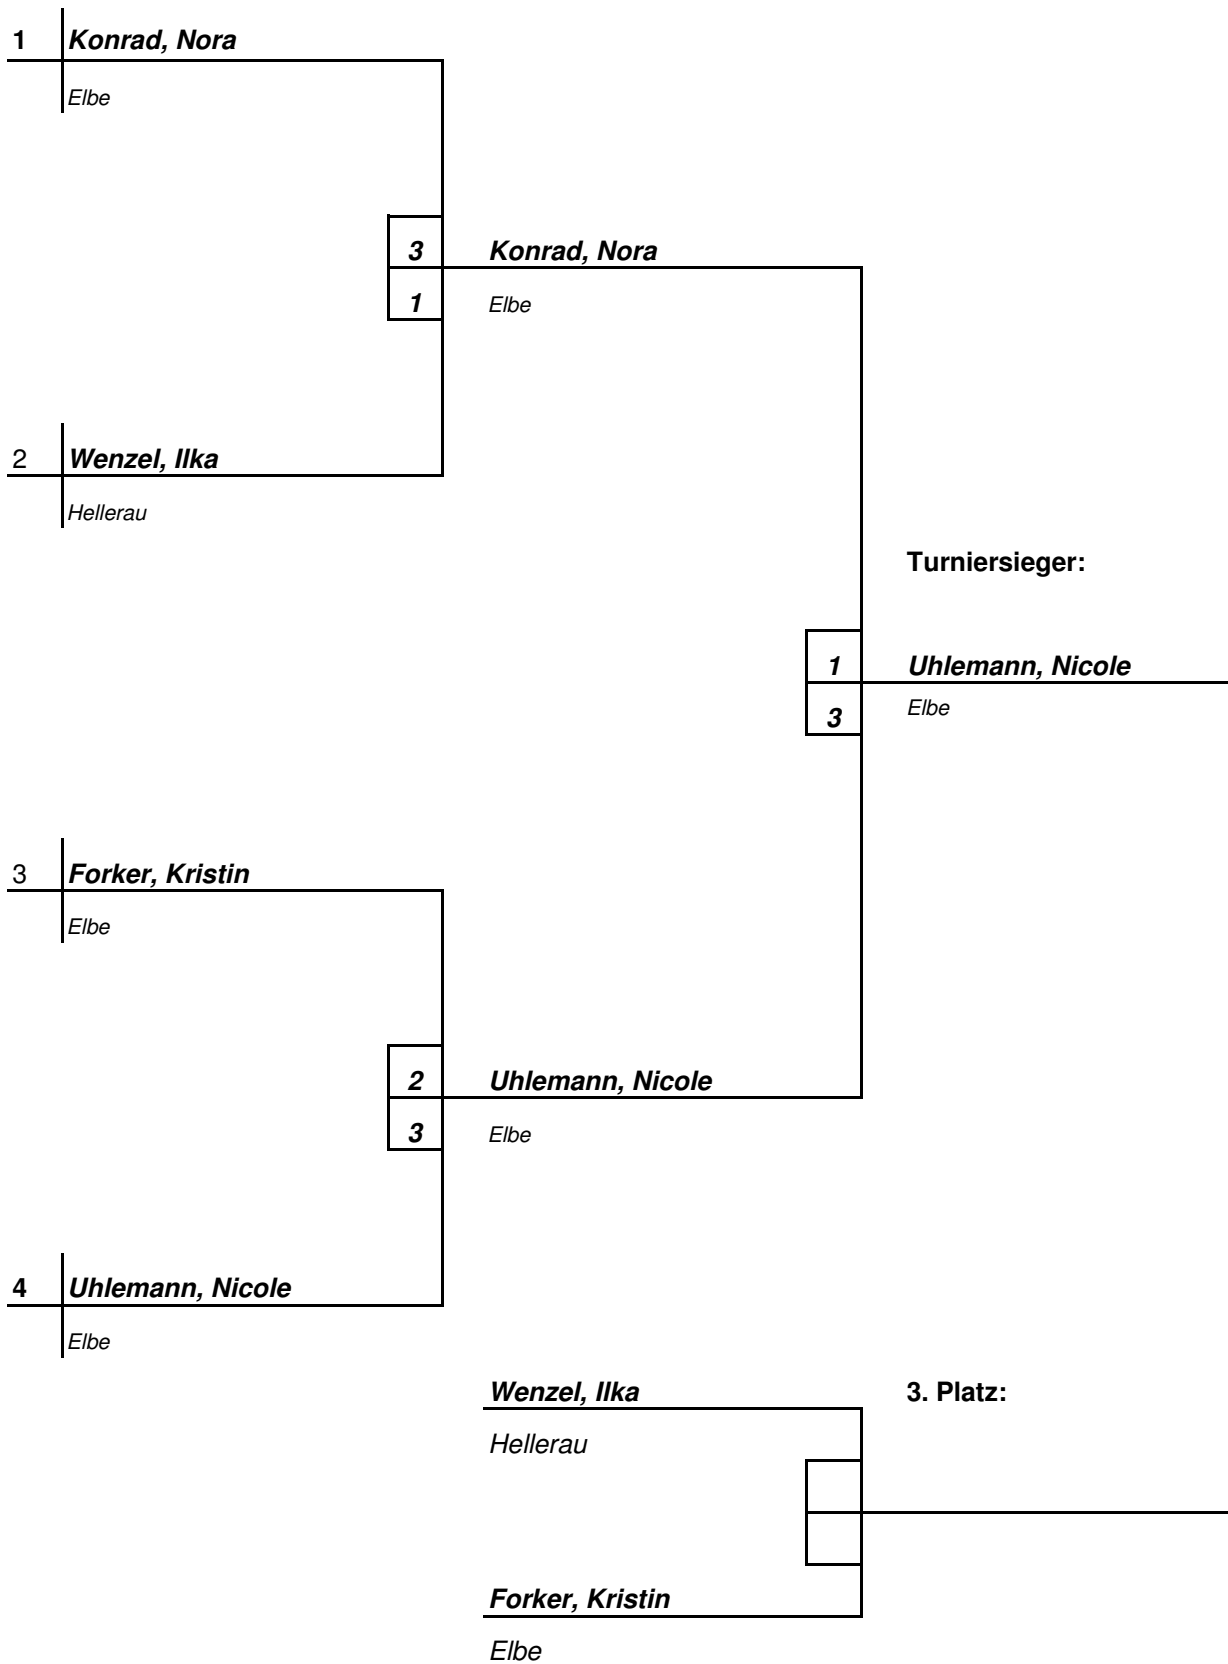 1 Konrad, Nora
Elbe
3 Konrad, Nora
1 Elbe
2 Wenzel, Ilka
Hellerau
Turniersieger:
1 Uhlemann, Nicole
3 Elbe
3 Forker, Kristin
Elbe
2 Uhlemann, Nicole
3 Elbe
4 Uhlemann, Nicole
Elbe
Wenzel, Ilka 3. Platz:
Hellerau
Forker, Kristin
Elbe